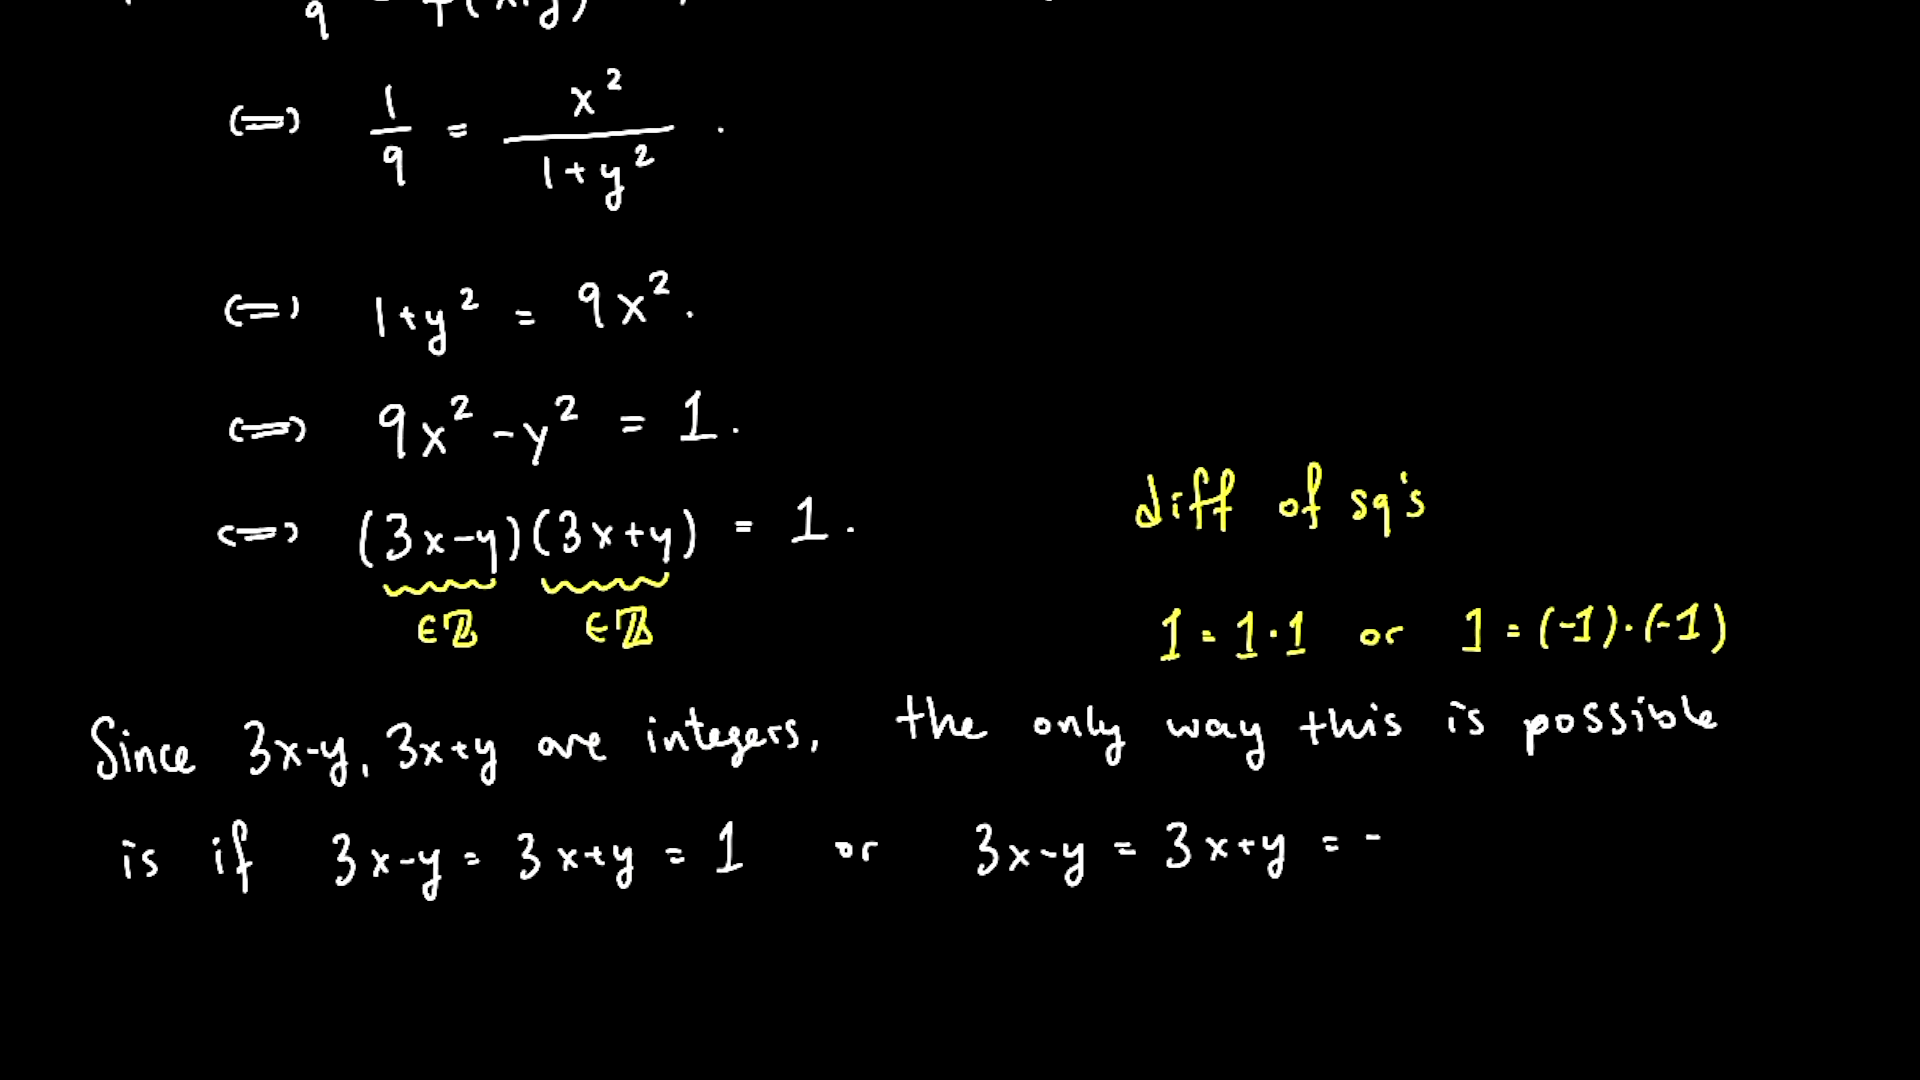 9
⟺ 1/9 = x²/(1+y²) .
⟺ 1+y² = 9x².
⟺ 9x² - y² = 1.
diff of sq's
⟺ (3x-y)(3x+y) = 1.
∈ℤ ∈ℤ
1 = 1·1 or 1 = (-1)·(-1)
Since 3x-y, 3x+y are integers, the only way this is possible
is if 3x-y = 3x+y = 1 or 3x-y = 3x+y = -